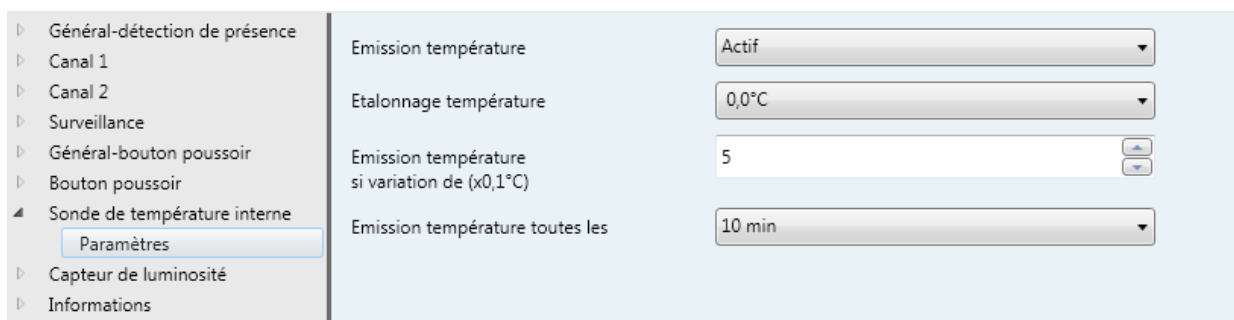 Général-détection de présence
Canal 1
Canal 2
Surveillance
Général-bouton poussoir
Bouton poussoir
Sonde de température interne
Paramètres
Capteur de luminosité
Informations
Emission température
Actif
Etalonnage température
0,0°C
Emission température
si variation de (x0,1°C)
5
Emission température toutes les
10 min